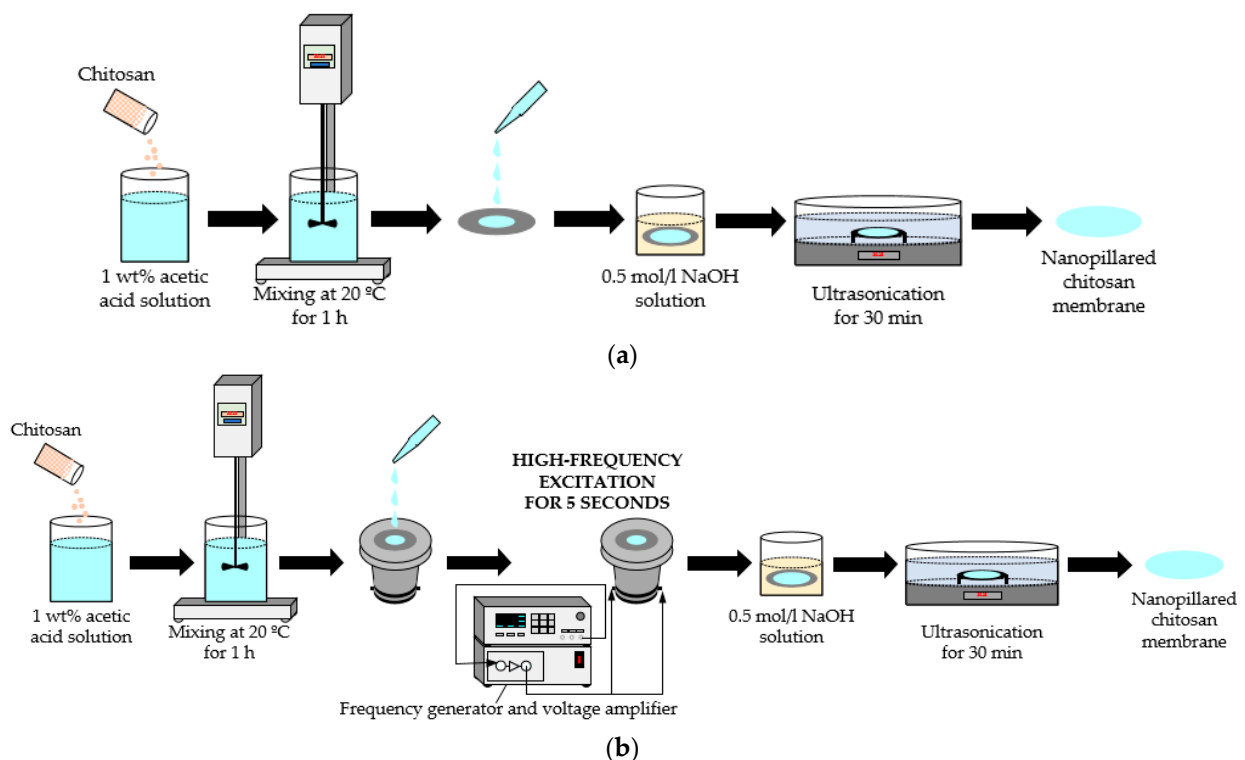 Chitosan
1 wt% acetic
acid solution
Mixing at 20 ºC
for 1 h
0.5 mol/l NaOH
solution
Ultrasonication
for 30 min
Nanopillared
chitosan
membrane
(a)
Chitosan
1 wt% acetic
acid solution
Mixing at 20 ºC
for 1 h
HIGH-FREQUENCY
EXCITATION
FOR 5 SECONDS
Frequency generator and voltage amplifier
0.5 mol/l NaOH
solution
Ultrasonication
for 30 min
Nanopillared
chitosan
membrane
(b)